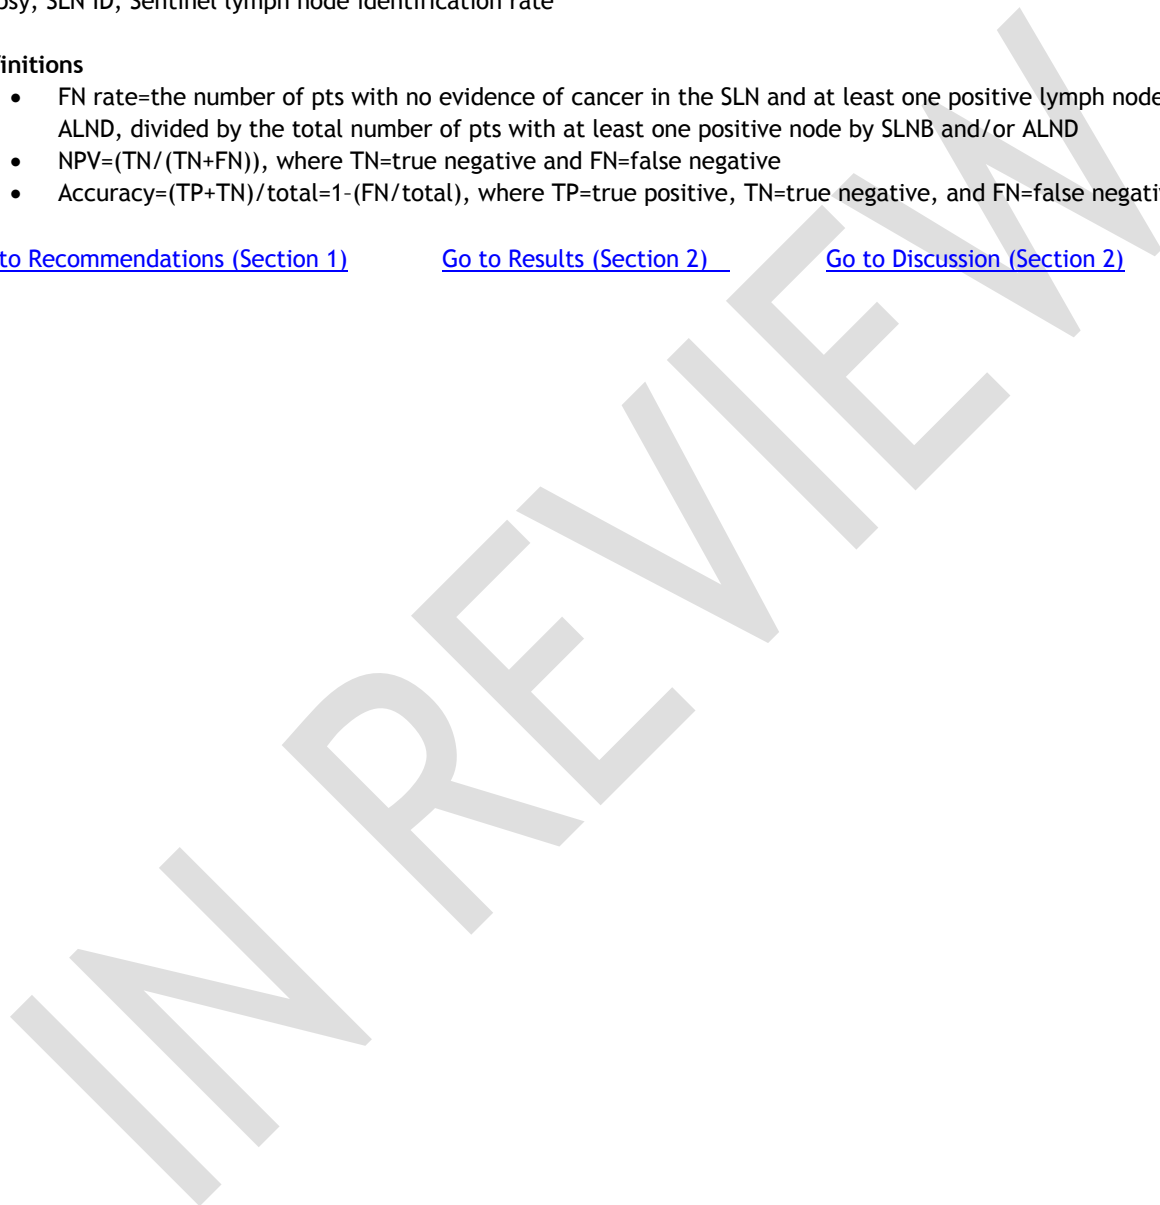 SLN ID, Sentinel lymph node identification rate
• FN rate=the number of pts with no evidence of cancer in the SLN and at least one positive lymph node
ALND, divided by the total number of pts with at least one positive node by SLNB and/or ALND
• NPV=(TN/(TN+FN)), where TN=true negative and FN=false negative
• Accuracy=(TP+TN)/total=1-(FN/total), where TP=true positive, TN=true negative, and FN=false
to Recommendations (Section 1) Go to Results (Section 2) Go to Discussion (Section 2)
IN REVIEW